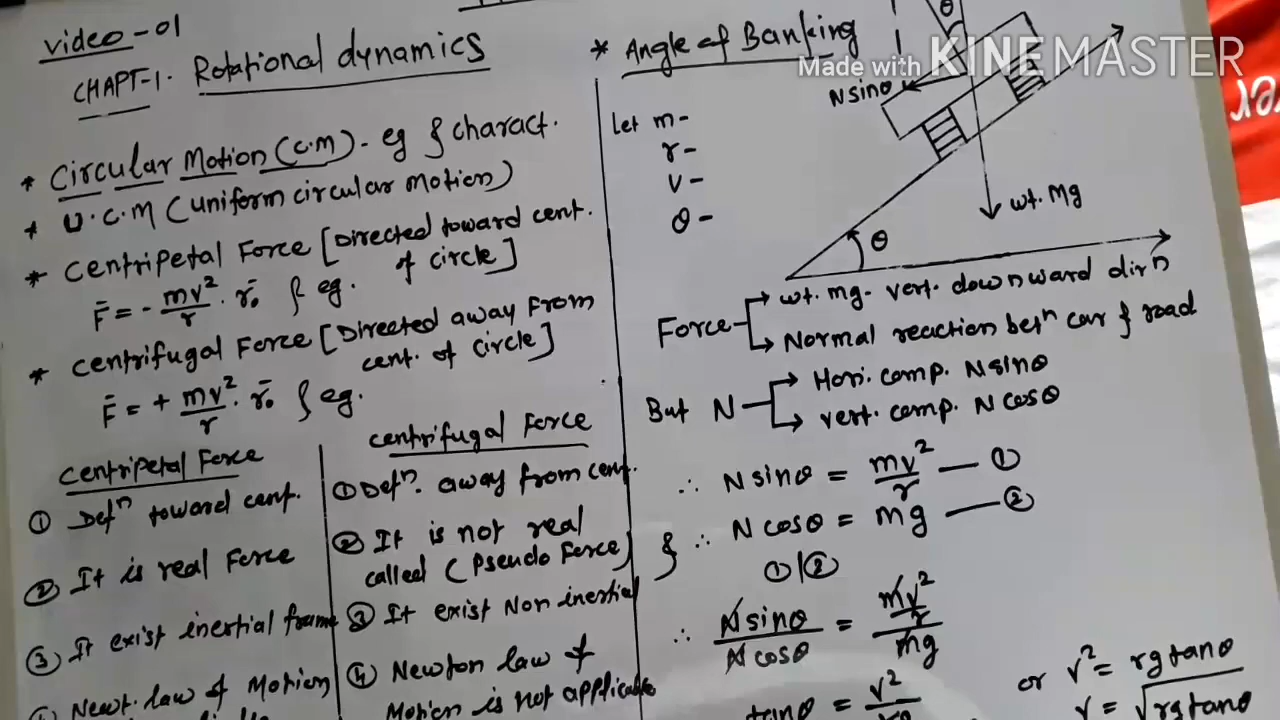 video-01
CHAPT-1. Rotational dynamics
* Circular Motion (C.M) - eg & charact.
* U.C.M (uniform circular Motion)
* Centripetal Force [Directed toward cent.
of circle]
F̄ = - mv²/r . r̄₀ & eg.
* Centrifugal Force [Directed away From
cent. of circle]
F̄ = + mv²/r . r̄₀ & eg.
Centripetal Force
① Defⁿ toward cent.
② It is real Force
③ It exist inertial frame
Newt. law of Motion
centrifugal Force
① Defⁿ. away from cent.
② It is not real
called (Pseudo Force)
③ It exist Non inertial
④ Newton law of
Motion is not applicable
* Angle of Banking
Made with KINEMASTER
θ
N sinθ
Let m-
r-
v-
θ-
wt. Mg
θ
Force → wt. mg - vert. downward dirⁿ
→ Normal reaction betⁿ car & road
But N → Hori. comp. N sinθ
→ vert. comp. N cosθ
∴ N sinθ = mv²/r — ①
& ∴ N cosθ = mg — ②
①/②
∴ N sinθ / N cosθ = (mv²/r) / mg
tanθ = v²/rg
or v² = rg tanθ
v = √rg tanθ
er